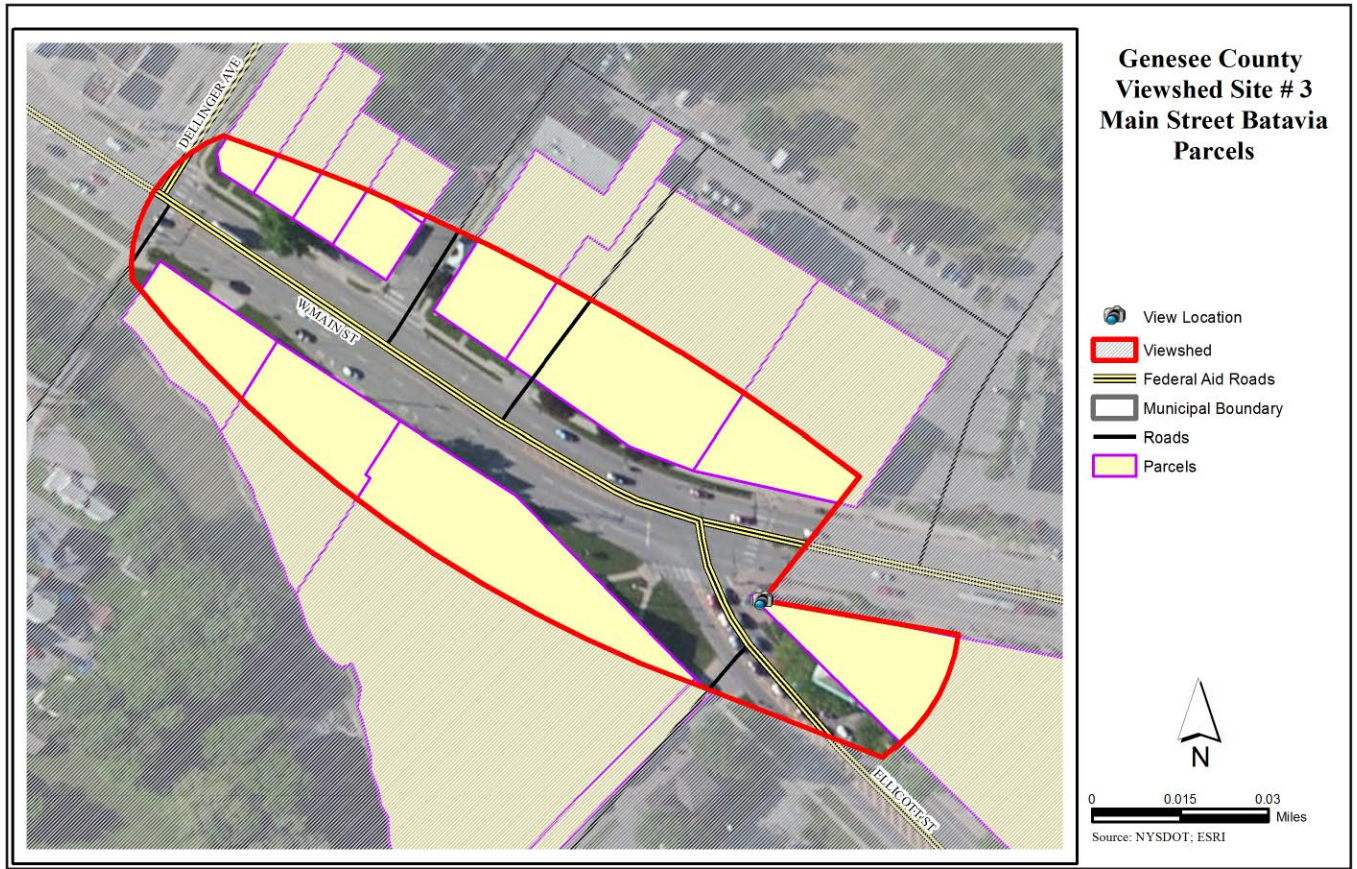 Genesee County
Viewshed Site # 3
Main Street Batavia
Parcels
DELLINGER AVE
W MAIN ST
ELLICOTT ST
View Location
Viewshed
Federal Aid Roads
Municipal Boundary
Roads
Parcels
N
0 0.015 0.03
Miles
Source: NYSDOT; ESRI